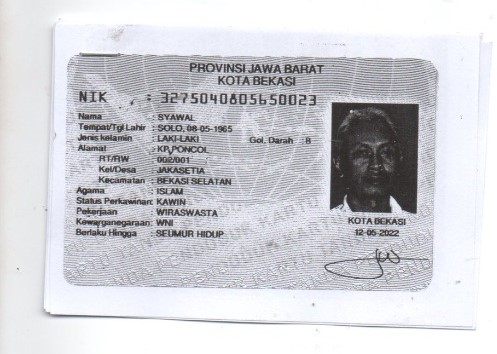 PROVINSI JAWA BARAT
KOTA BEKASI
NIK : 3275040805650023
Nama : SYAWAL
Tempat/Tgl Lahir : SOLO, 08-05-1965
Jenis kelamin : LAKI-LAKI Gol. Darah B
Alamat : KP, PONCOL
RT/RW : 002/001
Kel/Desa : JAKASETIA
Kecamatan : BEKASI SELATAN
Agama : ISLAM
Status Perkawinan: KAWIN
Pekerjaan : WIRASWASTA
Kewarganegaraan: WNI
Berlaku Hingga : SEUMUR HIDUP
KOTA BEKASI
12-05-2022